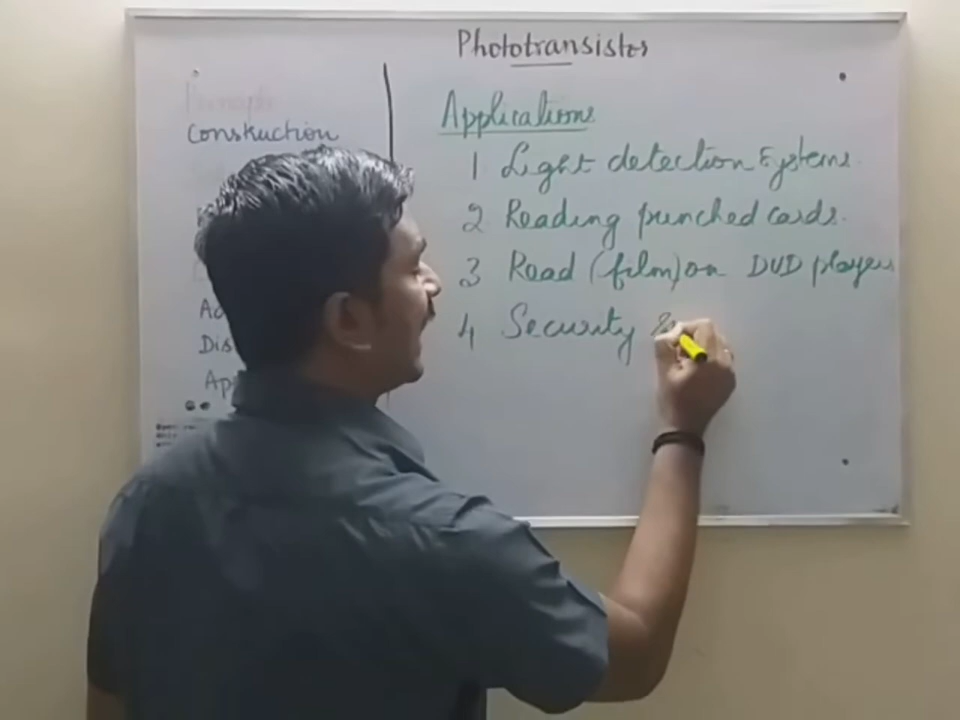 Phototransistor
Construction
Applications
1 Light detection systems.
2 Reading punched cards.
3 Read (film) on DVD players
4 Security